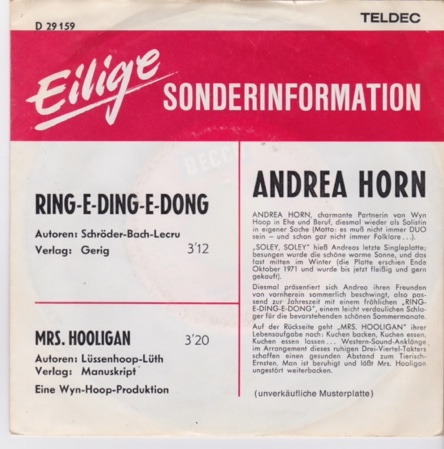 D 29159
TELDEC
Eilige
SONDERINFORMATION
RING-E-DING-E-DONG
Autoren: Schröder-Bach-Lecru
Verlag: Gerig 3'12
MRS. HOOLIGAN 3'20
Autoren: Lüssenhoop-Lüth
Verlag: Manuskript
Eine Wyn-Hoop-Produktion
ANDREA HORN
ANDREA HORN, charmante Partnerin von Wyn
Hoop in Ehe und Beruf, diesmal wieder als Solistin
in eigener Sache (Motto: es muß nicht immer DUO
sein – und schon gar nicht immer Folklore...).
„SOLEY, SOLEY" hieß Andreas letzte Singleplatte;
besungen wurde die schöne warme Sonne, und das
fast mitten im Winter (die Platte erschien Ende
Oktober 1971 und wurde bis jetzt fleißig und gern
gekauft).
Diesmal präsentiert sich Andrea ihren Freunden
von vornherein sommerlich beschwingt, also pas-
send zur Jahreszeit mit einem fröhlichen „RING-
E-DING-E-DONG", einem leicht verdaulichen Schla-
ger für die bevorstehenden schönen Sommermonate.
Auf der Rückseite geht „MRS. HOOLIGAN" ihrer
Lebensaufgabe nach: Kuchen backen, Kuchen essen,
Kuchen essen lassen... Western-Sound-Anklänge
im Arrangement dieses ruhigen Drei-Viertel-Takters
schaffen einen gesunden Abstand zum Tierisch-
Ernsten. Man ist beruhigt und läßt Mrs. Hooligan
ungestört weiterbacken.
(unverkäufliche Musterplatte)
DECCA